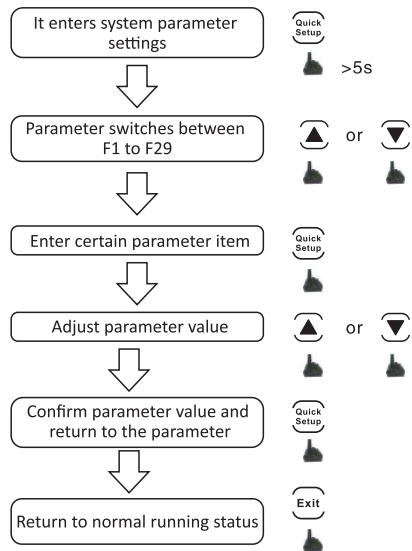 It enters system parameter
settings
Quick
Setup
>5s
Parameter switches between
F1 to F29
or
Enter certain parameter item
Quick
Setup
Adjust parameter value
or
Confirm parameter value and
return to the parameter
Quick
Setup
Return to normal running status
Exit